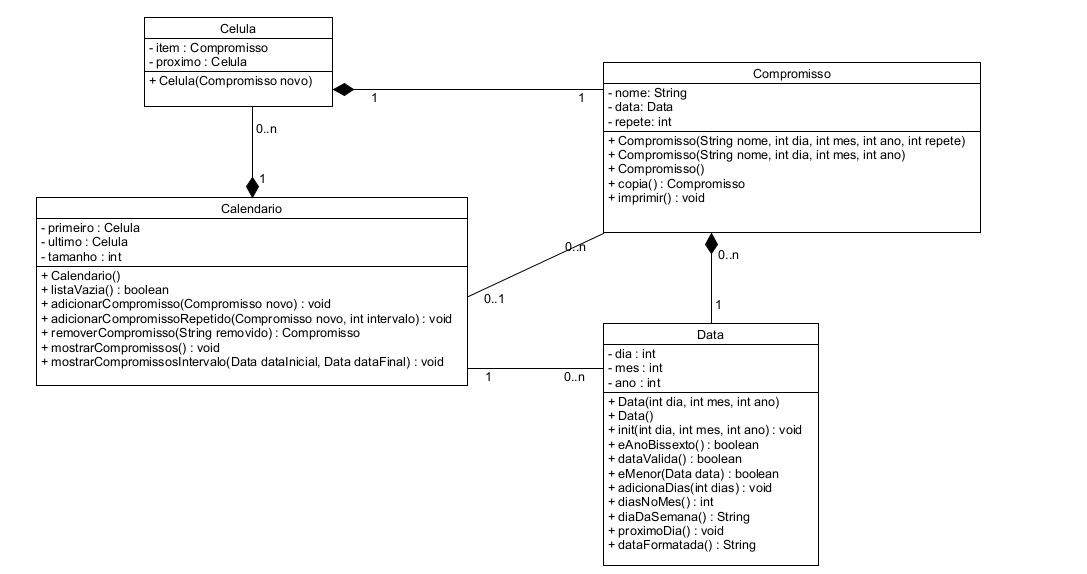 Celula
- item : Compromisso
- proximo : Celula
+ Celula(Compromisso novo)
1
1
0..n
1
Compromisso
- nome: String
- data: Data
- repete: int
+ Compromisso(String nome, int dia, int mes, int ano, int repete)
+ Compromisso(String nome, int dia, int mes, int ano)
+ Compromisso()
+ copia() : Compromisso
+ imprimir() : void
Calendario
- primeiro : Celula
- ultimo : Celula
- tamanho : int
+ Calendario()
+ listaVazia() : boolean
+ adicionarCompromisso(Compromisso novo) : void
+ adicionarCompromissoRepetido(Compromisso novo, int intervalo) : void
+ removerCompromisso(String removido) : Compromisso
+ mostrarCompromissos() : void
+ mostrarCompromissosIntervalo(Data dataInicial, Data dataFinal) : void
0..n
0..1
0..n
1
1
0..n
Data
- dia : int
- mes : int
- ano : int
+ Data(int dia, int mes, int ano)
+ Data()
+ init(int dia, int mes, int ano) : void
+ eAnoBissexto() : boolean
+ dataValida() : boolean
+ eMenor(Data data) : boolean
+ adicionaDias(int dias) : void
+ diasNoMes() : int
+ diaDaSemana() : String
+ proximoDia() : void
+ dataFormatada() : String